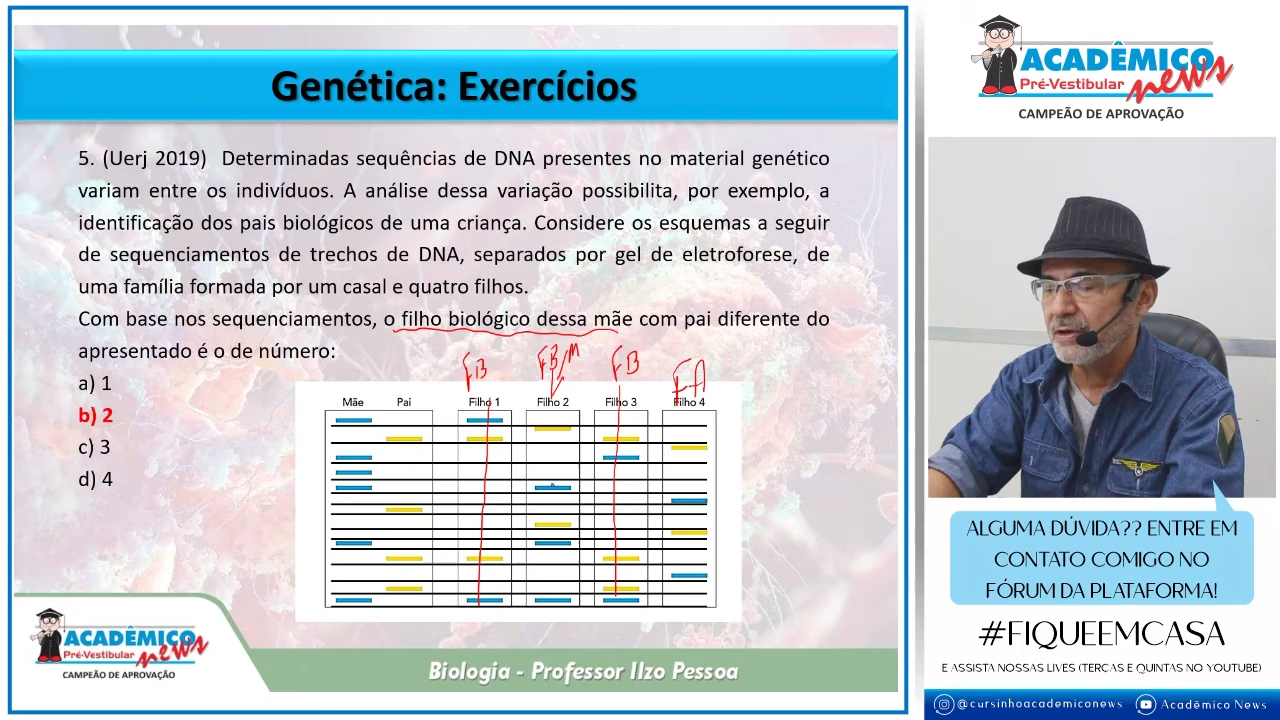 Genética: Exercícios
5. (Uerj 2019) Determinadas sequências de DNA presentes no material genético
variam entre os indivíduos. A análise dessa variação possibilita, por exemplo, a
identificação dos pais biológicos de uma criança. Considere os esquemas a seguir
de sequenciamentos de trechos de DNA, separados por gel de eletroforese, de
uma família formada por um casal e quatro filhos.
Com base nos sequenciamentos, o filho biológico dessa mãe com pai diferente do
apresentado é o de número:
a) 1
b) 2
c) 3
d) 4
FB FB/M FB FA
Mãe Pai Filho 1 Filho 2 Filho 3 Filho 4
ACADÊMICO
Pré-Vestibular news
CAMPEÃO DE APROVAÇÃO
Biologia - Professor Ilzo Pessoa
ACADÊMICO
Pré-Vestibular news
CAMPEÃO DE APROVAÇÃO
ALGUMA DÚVIDA?? ENTRE EM
CONTATO COMIGO NO
FÓRUM DA PLATAFORMA!
#FIQUEEMCASA
E ASSISTA NOSSAS LIVES (TERÇAS E QUINTAS NO YOUTUBE)
@cursinhoacademiconews Acadêmico News